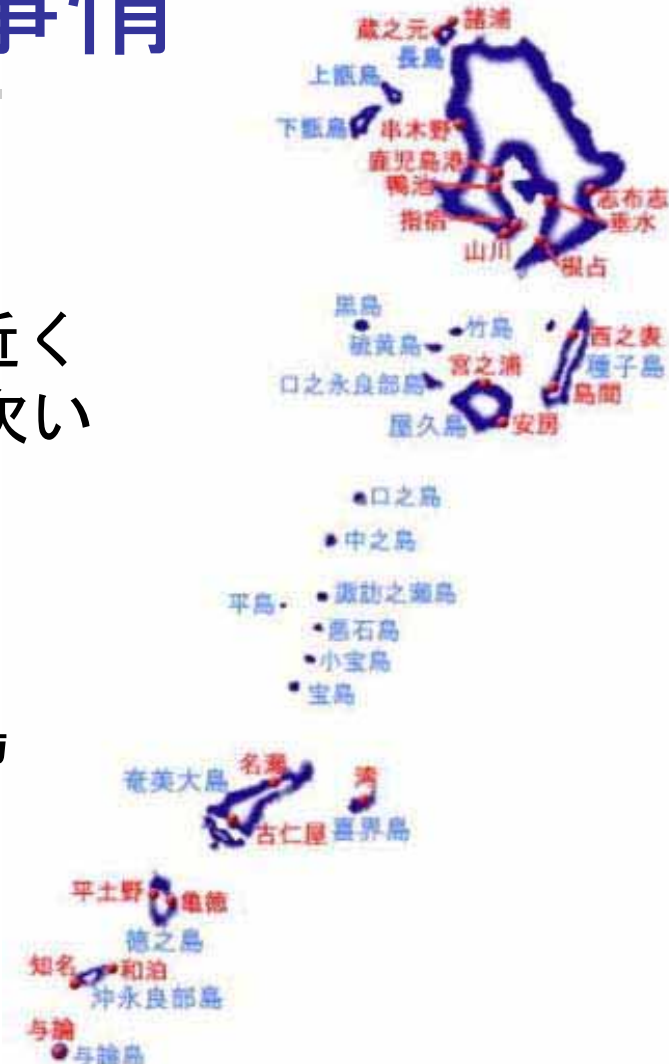 事情
蔵之元 諸浦
長島
上甑島
下甑島 串木野
鹿児島港
鴨池
志布志
指宿 垂水
山川
根占
近く
次い
黒島
竹島 西之表
硫黄島
宮之浦 種子島
口之永良部島 島間
屋久島 安房
口之島
中之島
平島 諏訪之瀬島
悪石島
小宝島
宝島
名瀬
奄美大島 湾
古仁屋 喜界島
平土野 亀徳
徳之島
知名 和泊
沖永良部島
与論
与論島